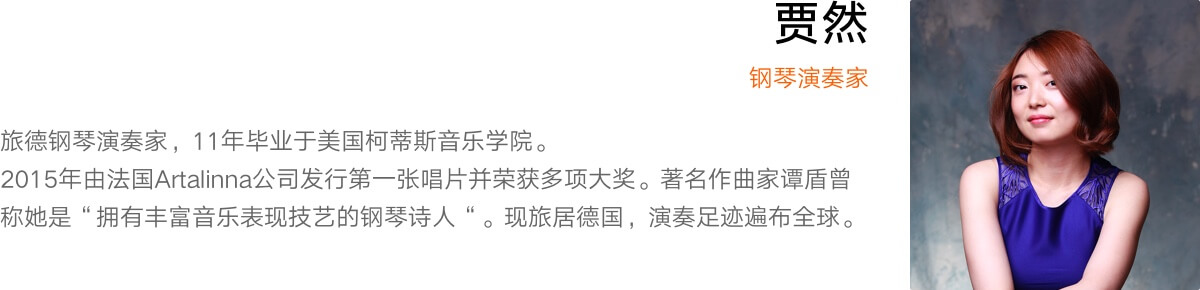 贾然
钢琴演奏家
旅德钢琴演奏家，11年毕业于美国柯蒂斯音乐学院。
2015年由法国Artalinna公司发行第一张唱片并荣获多项大奖。著名作曲家谭盾曾
称她是“拥有丰富音乐表现技艺的钢琴诗人“。现旅居德国，演奏足迹遍布全球。